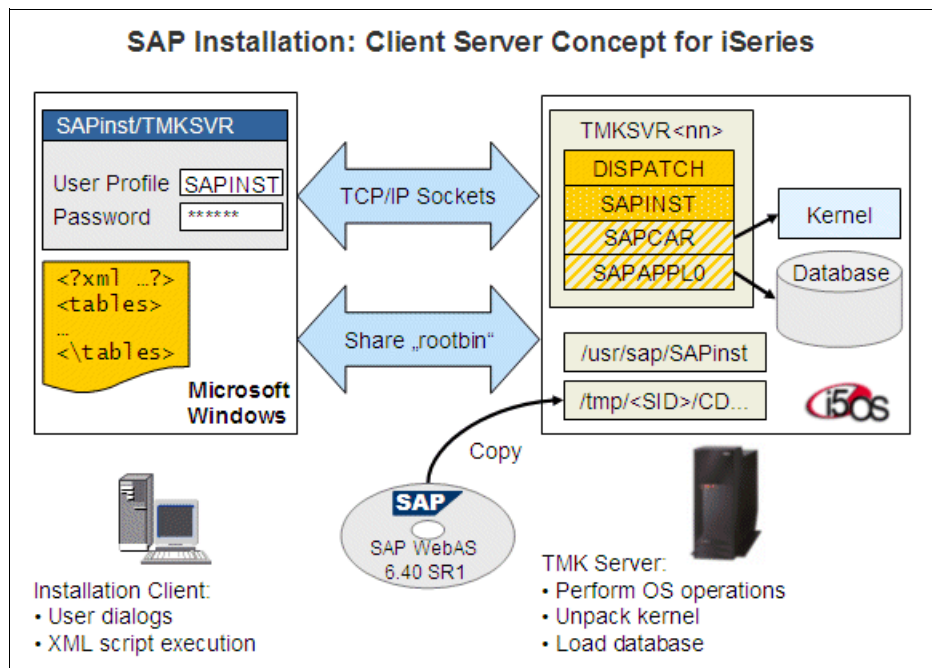 SAP Installation: Client Server Concept for iSeries
SAPinst/TMKSVR
User Profile SAPINST
Password ******
<?xml …?>
<tables>
…
<\tables>
Microsoft
Windows
TCP/IP Sockets
Share „rootbin“
TMKSVR<nn>
DISPATCH
SAPINST
SAPCAR
SAPAPPL0
Kernel
Database
/usr/sap/SAPinst
/tmp/<SID>/CD...
i5/OS
Copy
SAP
SAP WebAS
6.40 SR1
Installation Client:
• User dialogs
• XML script execution
TMK Server:
• Perform OS operations
• Unpack kernel
• Load database